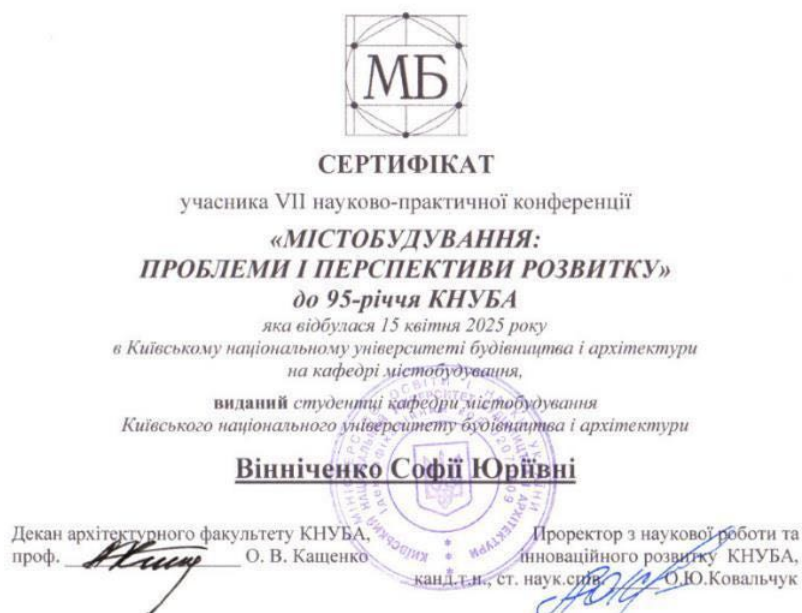 МБ
СЕРТИФІКАТ
учасника VII науково-практичної конференції
«МІСТОБУДУВАННЯ:
ПРОБЛЕМИ І ПЕРСПЕКТИВИ РОЗВИТКУ»
до 95-річчя КНУБА
яка відбулася 15 квітня 2025 року
в Київському національному університеті будівництва і архітектури
на кафедрі містобудування,
виданий студентці кафедри містобудування
Київського національного університету будівництва і архітектури
Вінніченко Софії Юріївні
Декан архітектурного факультету КНУБА,
проф. О. В. Кащенко
Проректор з наукової роботи та
інноваційного розвитку КНУБА,
канд.т.н., ст. наук.спів. О.Ю.Ковальчук